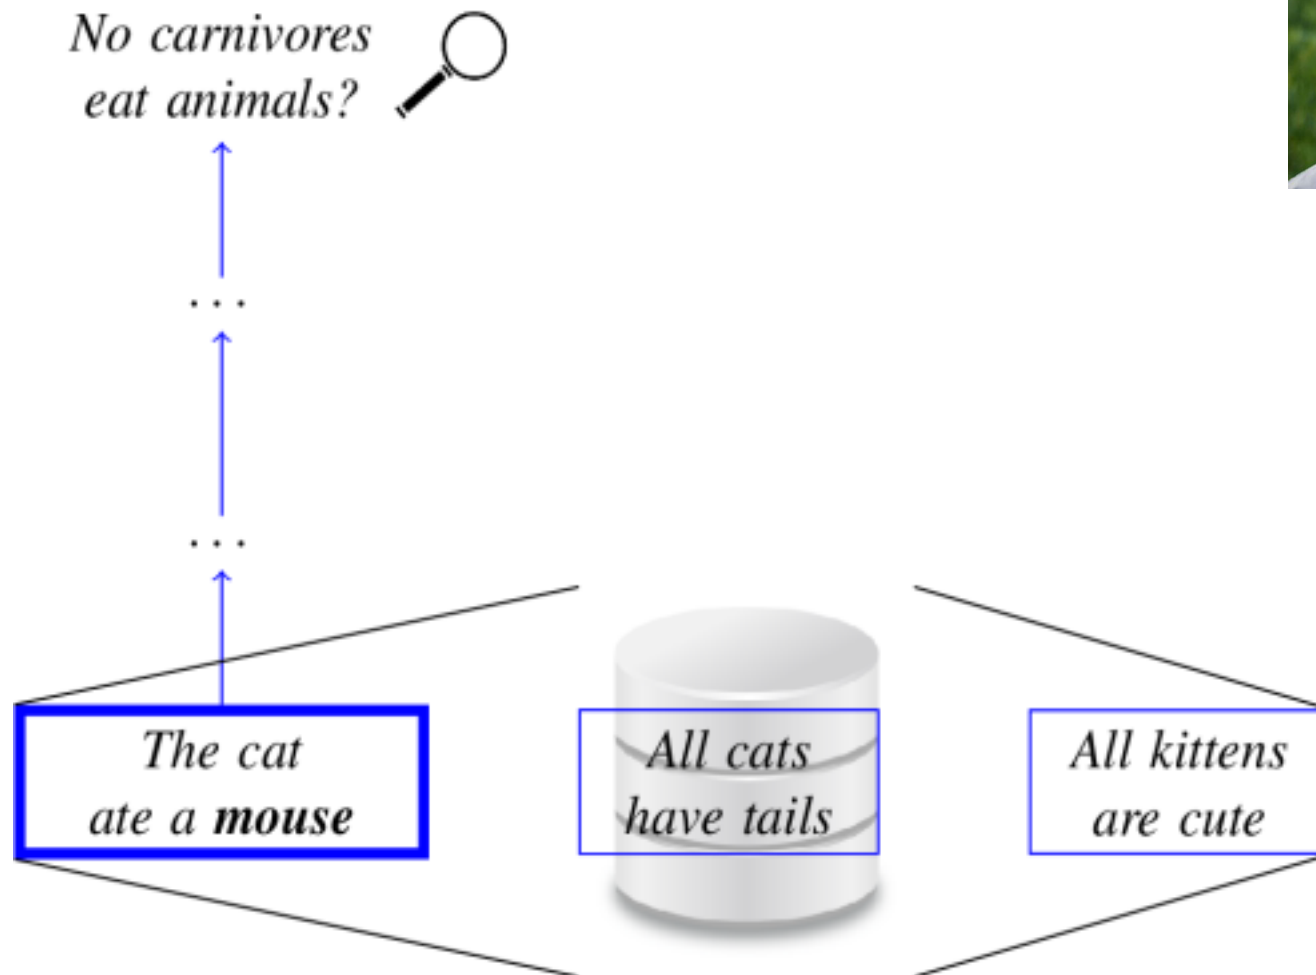 No carnivores
eat animals?
...
...
The cat
ate a mouse
All cats
have tails
All kittens
are cute